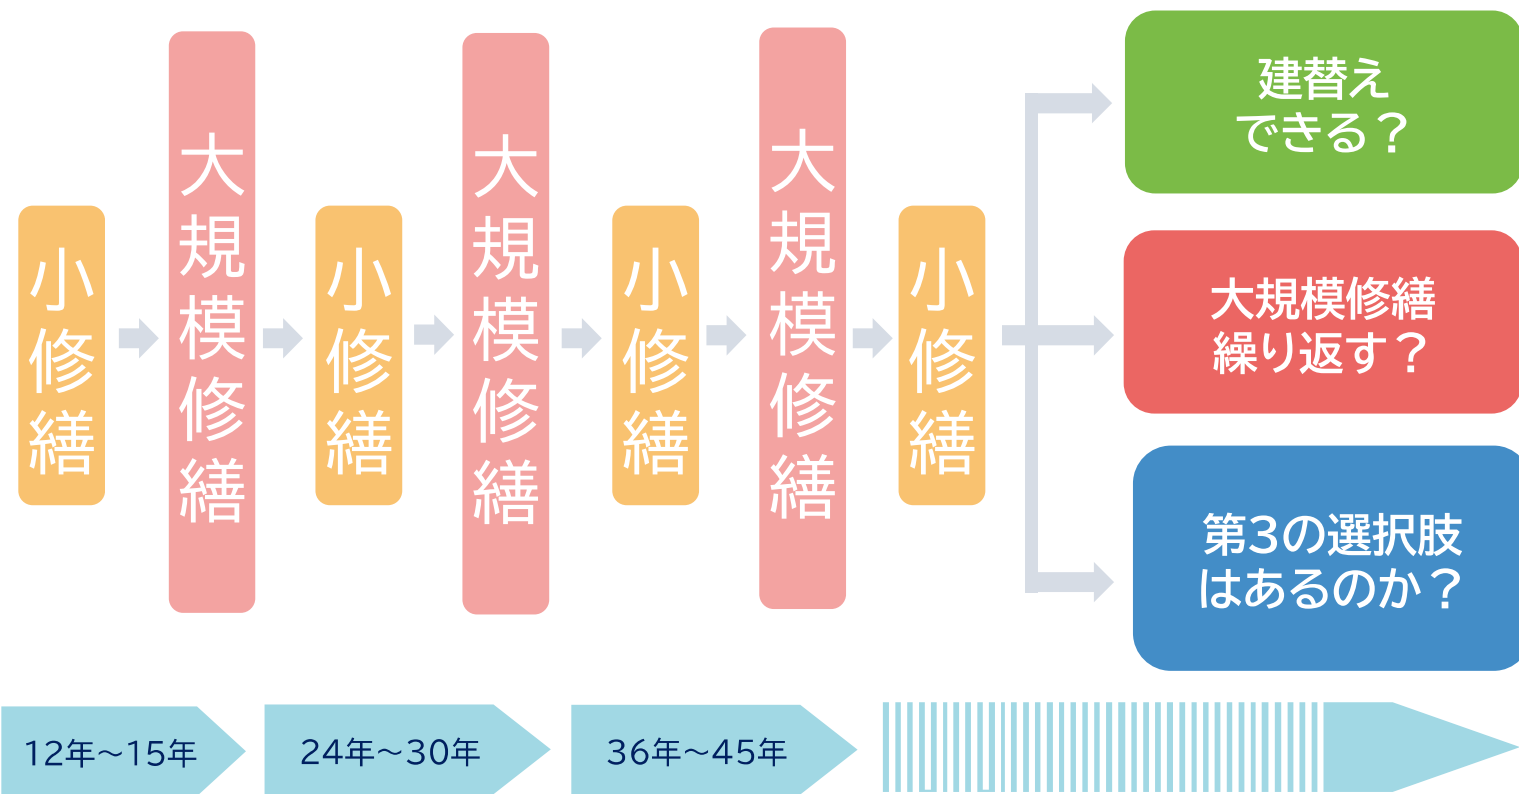 小修繕
大規模修繕
小修繕
大規模修繕
小修繕
大規模修繕
小修繕
建替え
できる？
大規模修繕
繰り返す？
第3の選択肢
はあるのか？
12年～15年
24年～30年
36年～45年